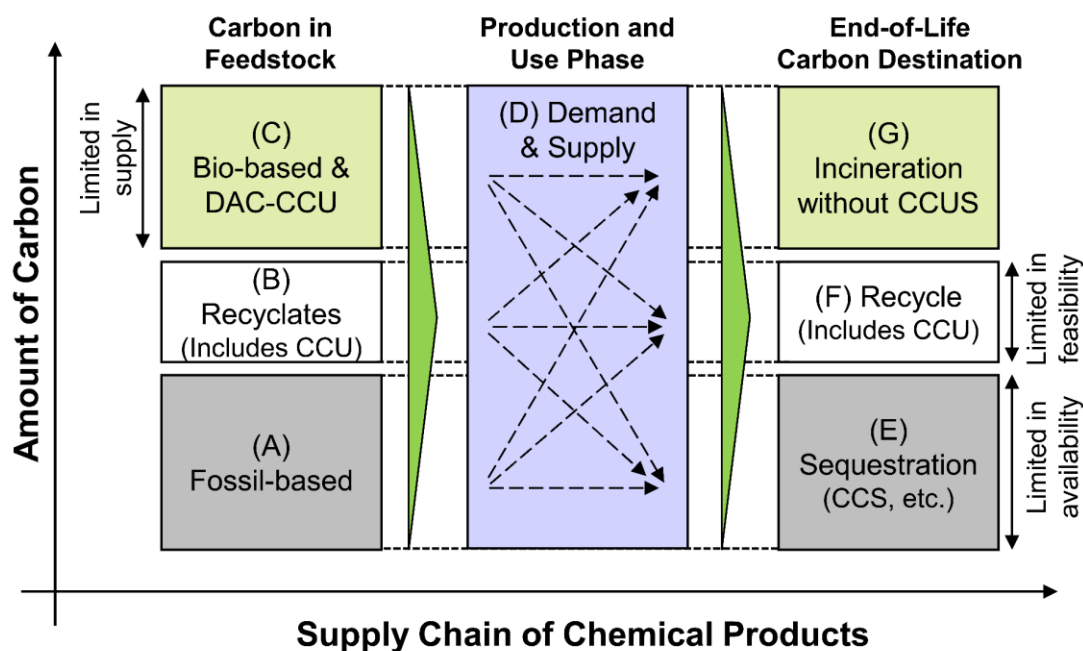 Carbon in
Feedstock
Production and
Use Phase
End-of-Life
Carbon Destination
Amount of Carbon
Limited in
supply
(C)
Bio-based &
DAC-CCU
(B)
Recyclates
(Includes CCU)
(A)
Fossil-based
(D) Demand
& Supply
(G)
Incineration
without CCUS
(F) Recycle
(Includes CCU)
(E)
Sequestration
(CCS, etc.)
Limited in
feasibility
Limited in
availability
Supply Chain of Chemical Products